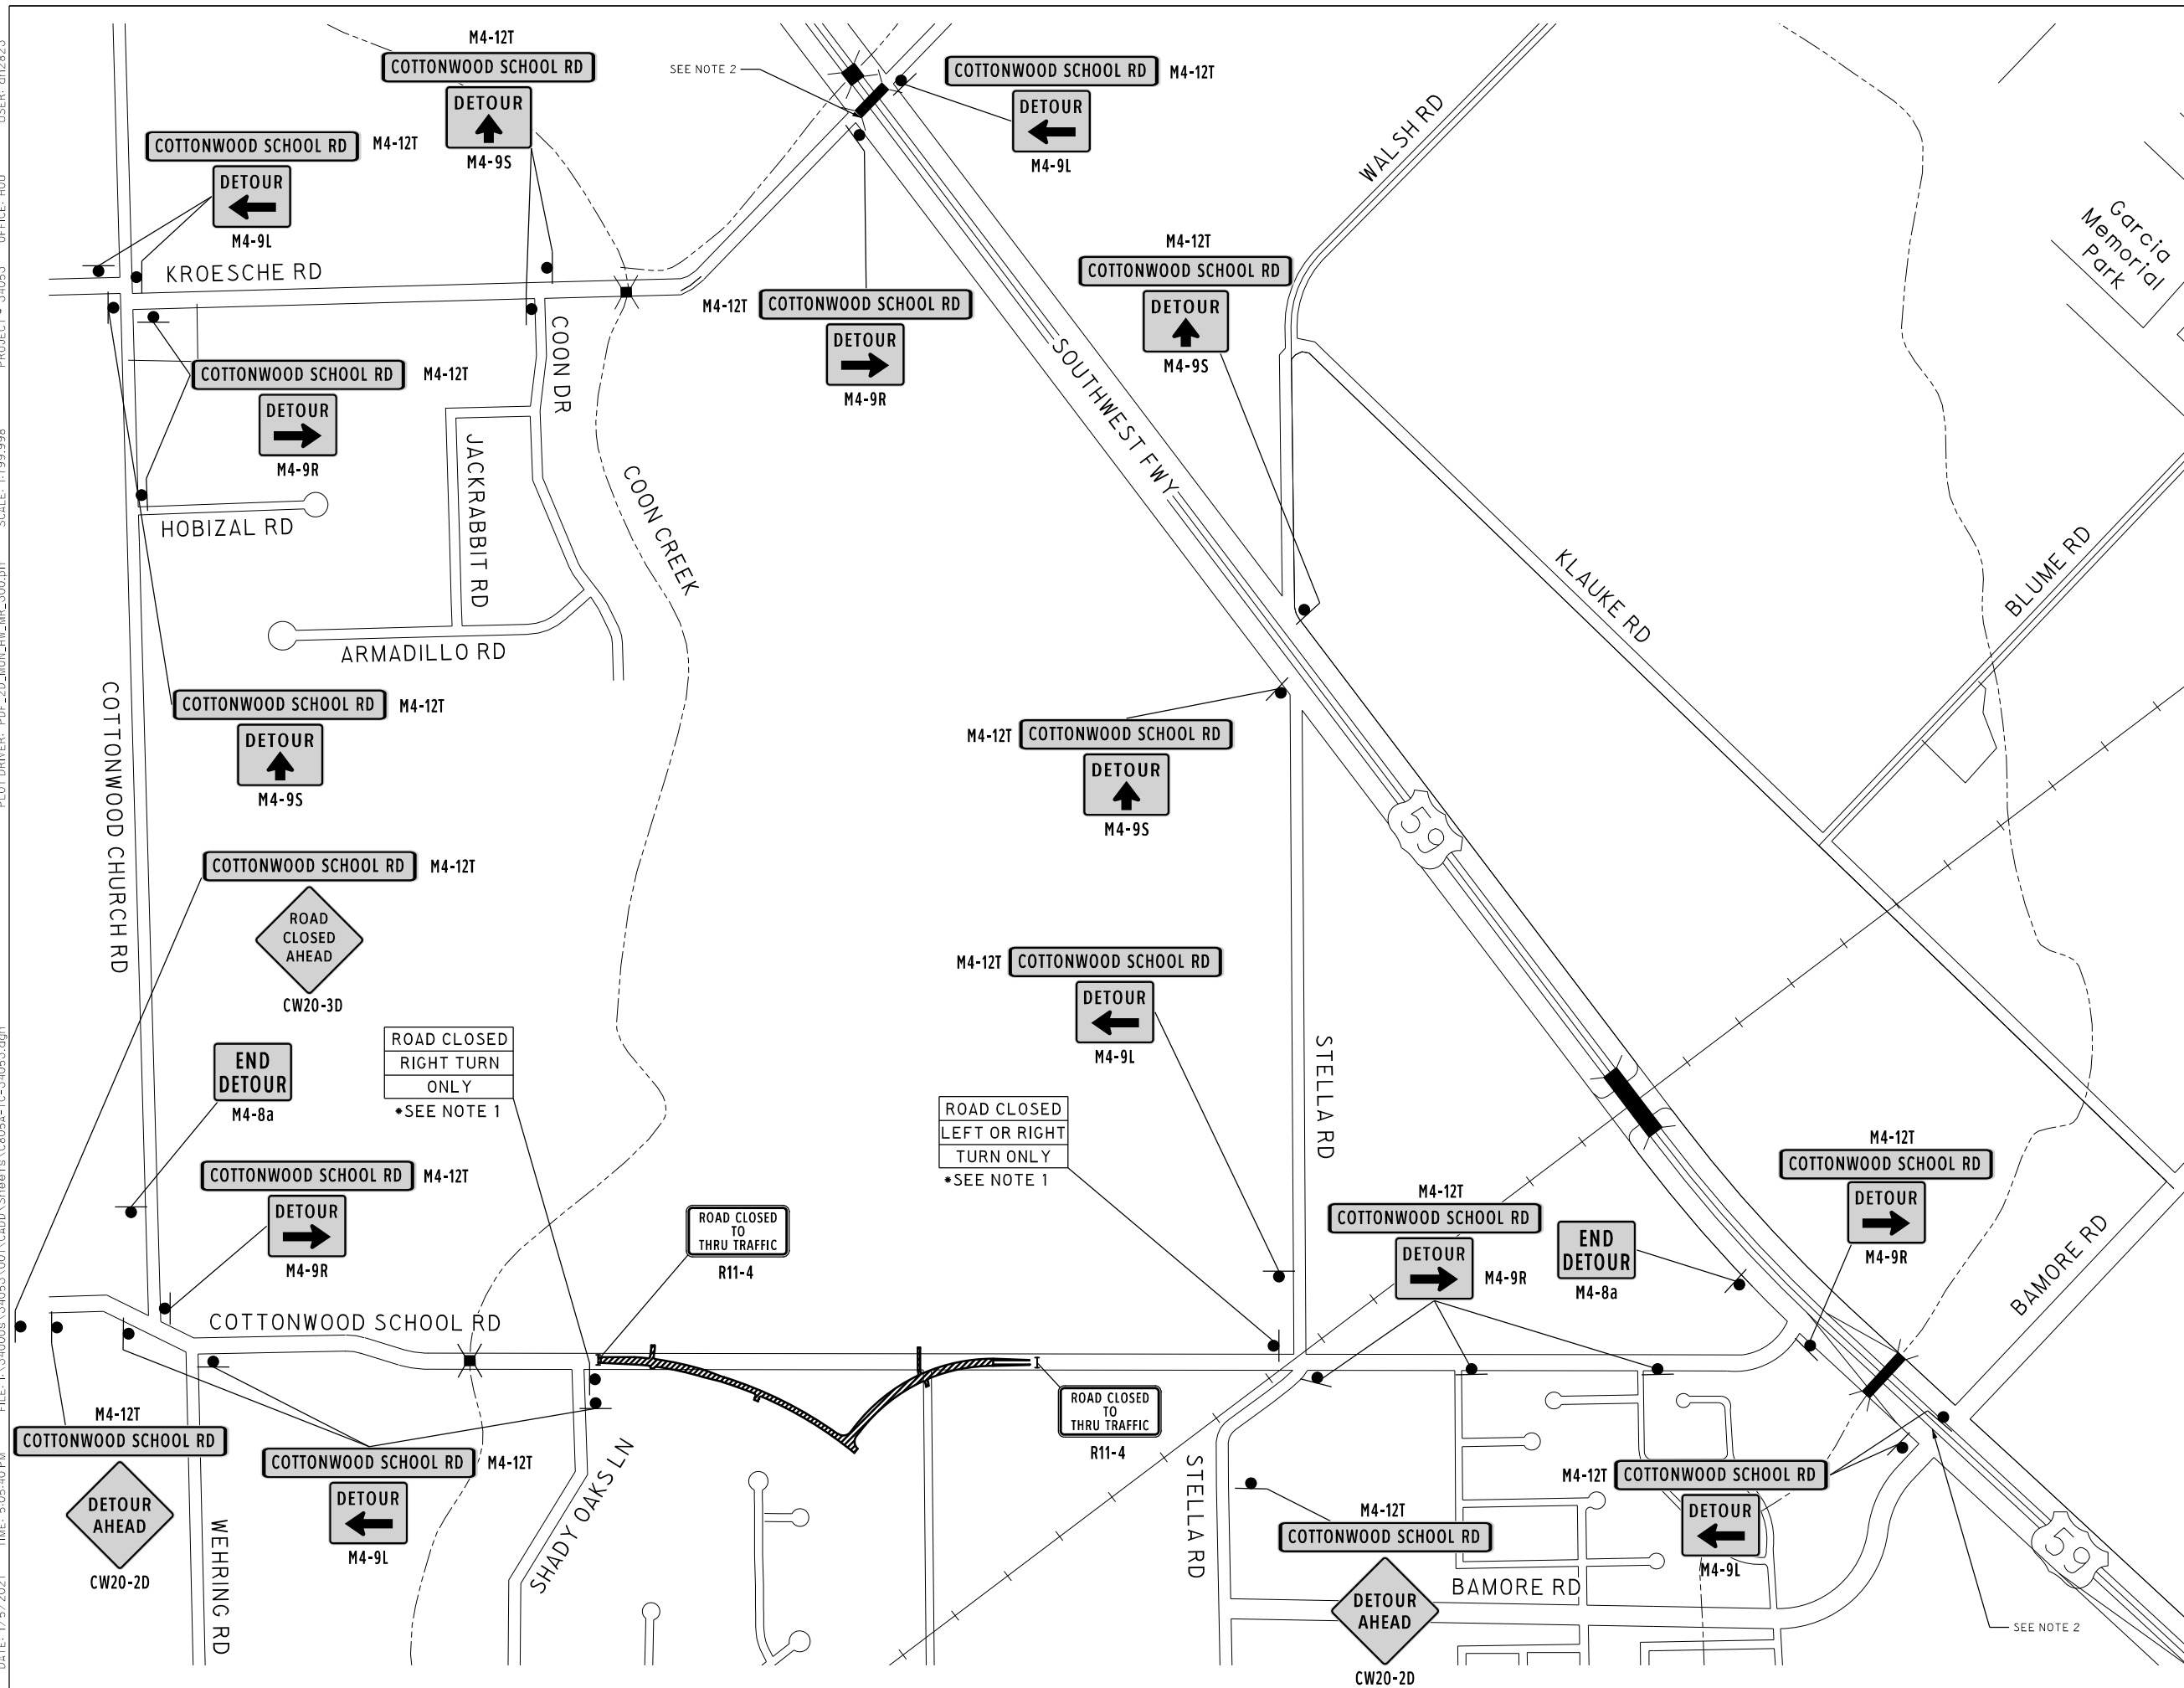 M4-12T
COTTONWOOD SCHOOL RD
DETOUR
M4-9S
SEE NOTE 2
COTTONWOOD SCHOOL RD M4-12T
DETOUR
M4-9L
COTTONWOOD SCHOOL RD M4-12T
DETOUR
M4-9L
KROESCHE RD
WALSH RD
Garcia
Memorial
Park
M4-12T
COTTONWOOD SCHOOL RD
DETOUR
M4-9S
M4-12T COTTONWOOD SCHOOL RD
DETOUR
M4-9R
COTTONWOOD SCHOOL RD M4-12T
DETOUR
M4-9R
COON DR
SOUTHWEST FWY
JACKRABBIT RD
COON CREEK
HOBIZAL RD
KLAUKE RD
BLUME RD
ARMADILLO RD
COTTONWOOD SCHOOL RD M4-12T
DETOUR
M4-9S
COTTONWOOD CHURCH RD
M4-12T COTTONWOOD SCHOOL RD
DETOUR
M4-9S
59
COTTONWOOD SCHOOL RD M4-12T
ROAD
CLOSED
AHEAD
CW20-3D
M4-12T COTTONWOOD SCHOOL RD
DETOUR
M4-9L
END
DETOUR
M4-8a
ROAD CLOSED
RIGHT TURN
ONLY
*SEE NOTE 1
STELLA RD
ROAD CLOSED
LEFT OR RIGHT
TURN ONLY
*SEE NOTE 1
COTTONWOOD SCHOOL RD M4-12T
DETOUR
M4-9R
ROAD CLOSED
TO
THRU TRAFFIC
R11-4
M4-12T
COTTONWOOD SCHOOL RD
DETOUR
M4-9R
END
DETOUR
M4-8a
M4-12T
COTTONWOOD SCHOOL RD
DETOUR
M4-9R
BAMORE RD
COTTONWOOD SCHOOL RD
ROAD CLOSED
TO
THRU TRAFFIC
R11-4
M4-12T
COTTONWOOD SCHOOL RD
DETOUR
AHEAD
CW20-2D
WEHRING RD
COTTONWOOD SCHOOL RD M4-12T
DETOUR
M4-9L
SHADY OAKS LN
STELLA RD
M4-12T
COTTONWOOD SCHOOL RD
DETOUR
AHEAD
CW20-2D
M4-12T COTTONWOOD SCHOOL RD
DETOUR
M4-9L
BAMORE RD
59
SEE NOTE 2